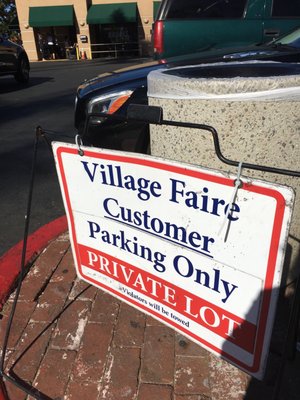 Village Faire
Customer
Parking Only
PRIVATE LOT
Violators will be towed